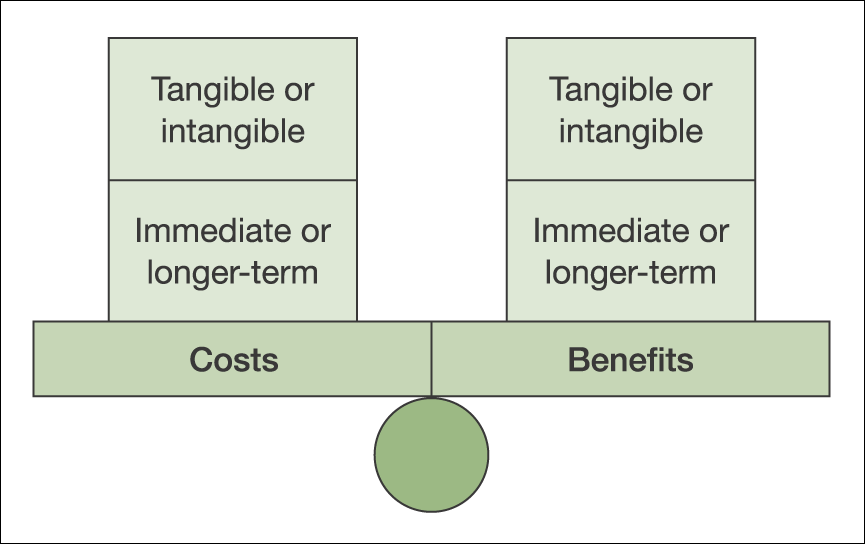 Tangible or
intangible
Immediate or
longer-term
Costs
Tangible or
intangible
Immediate or
longer-term
Benefits